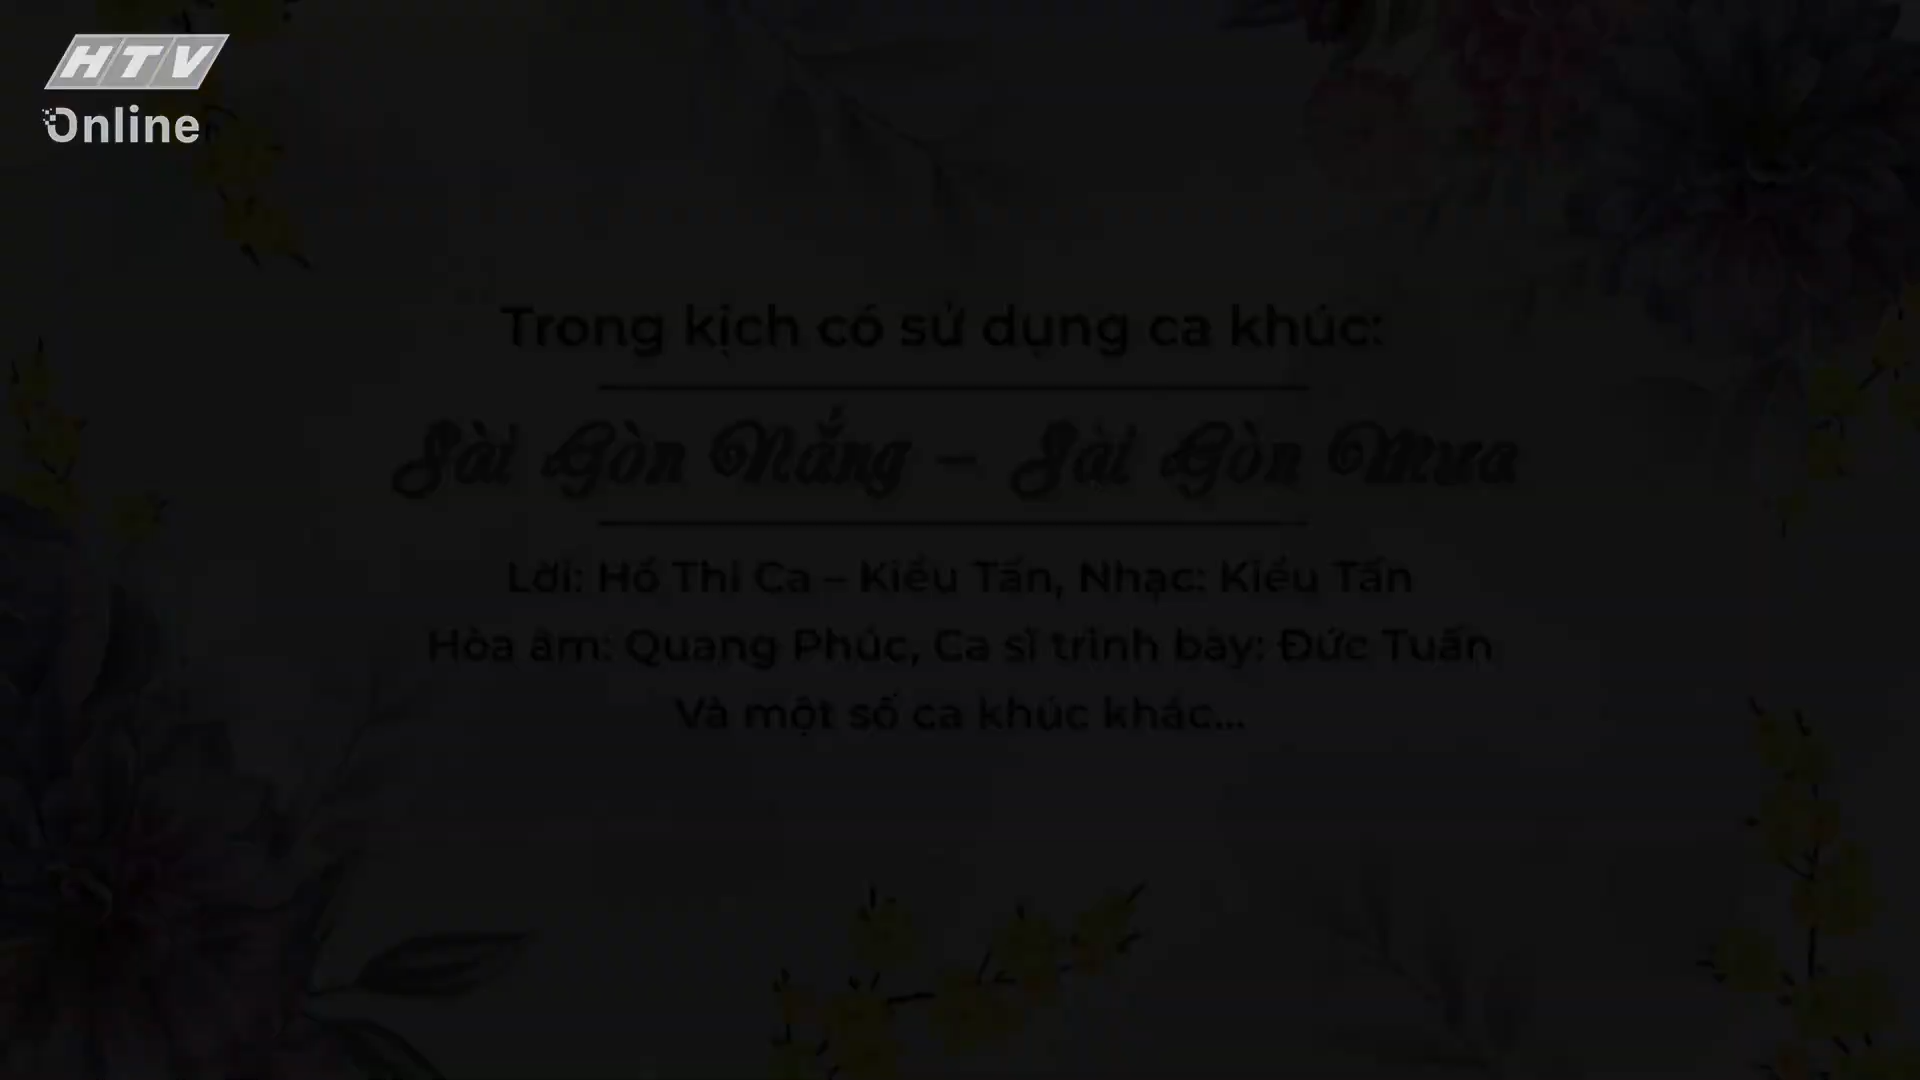 HTV
Online
Trong kịch có sử dụng ca khúc:
Sài Gòn Nắng – Sài Gòn Mưa
Lời: Hồ Thi Ca – Kiều Tấn, Nhạc: Kiều Tấn
Hòa âm: Quang Phúc, Ca sĩ trình bày: Đức Tuấn
Và một số ca khúc khác...